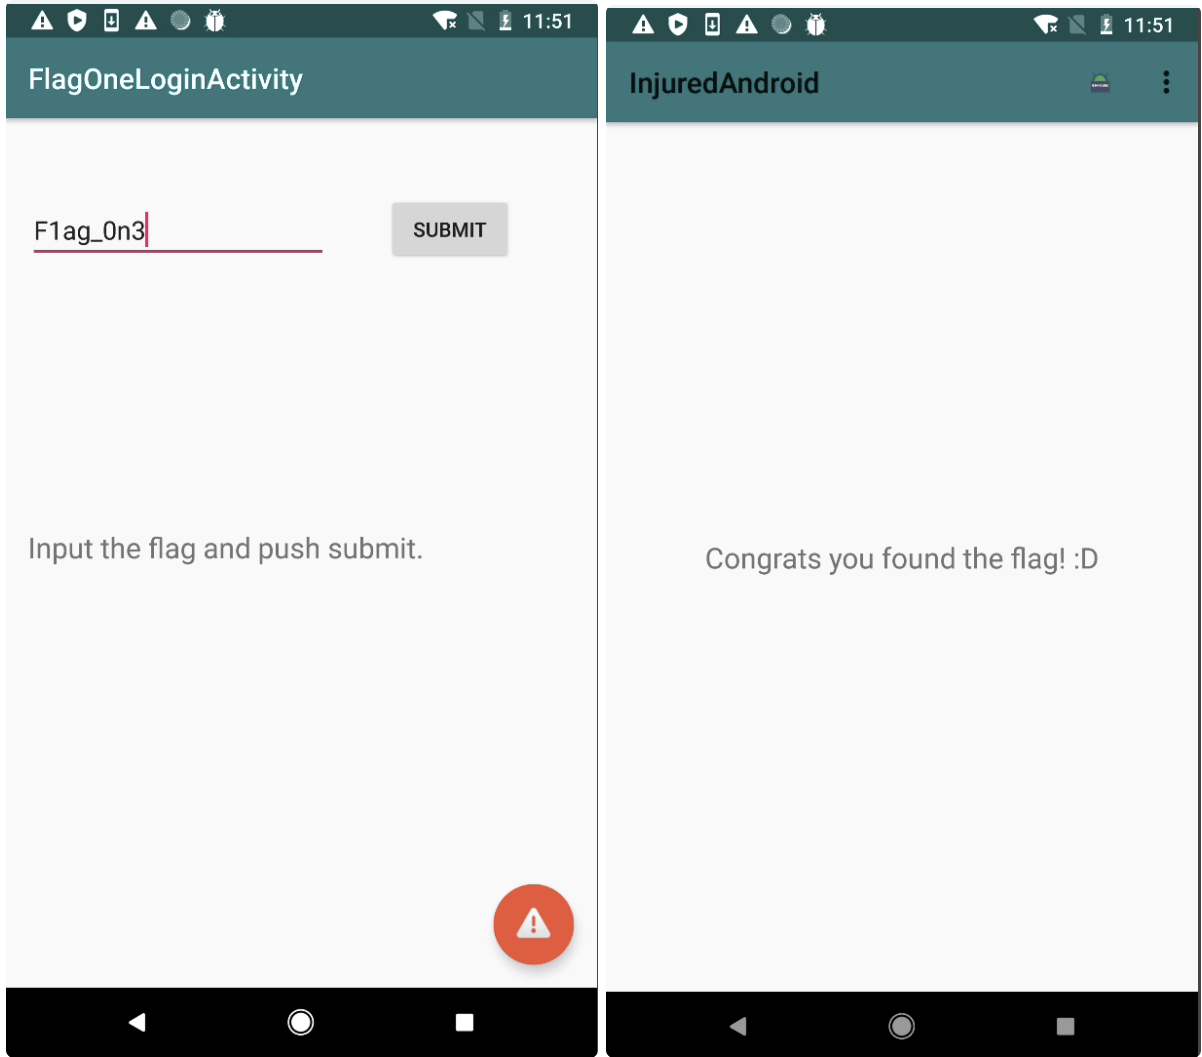 11:51
FlagOneLoginActivity
F1ag_0n3
SUBMIT
Input the flag and push submit.
11:51
InjuredAndroid
Congrats you found the flag! :D